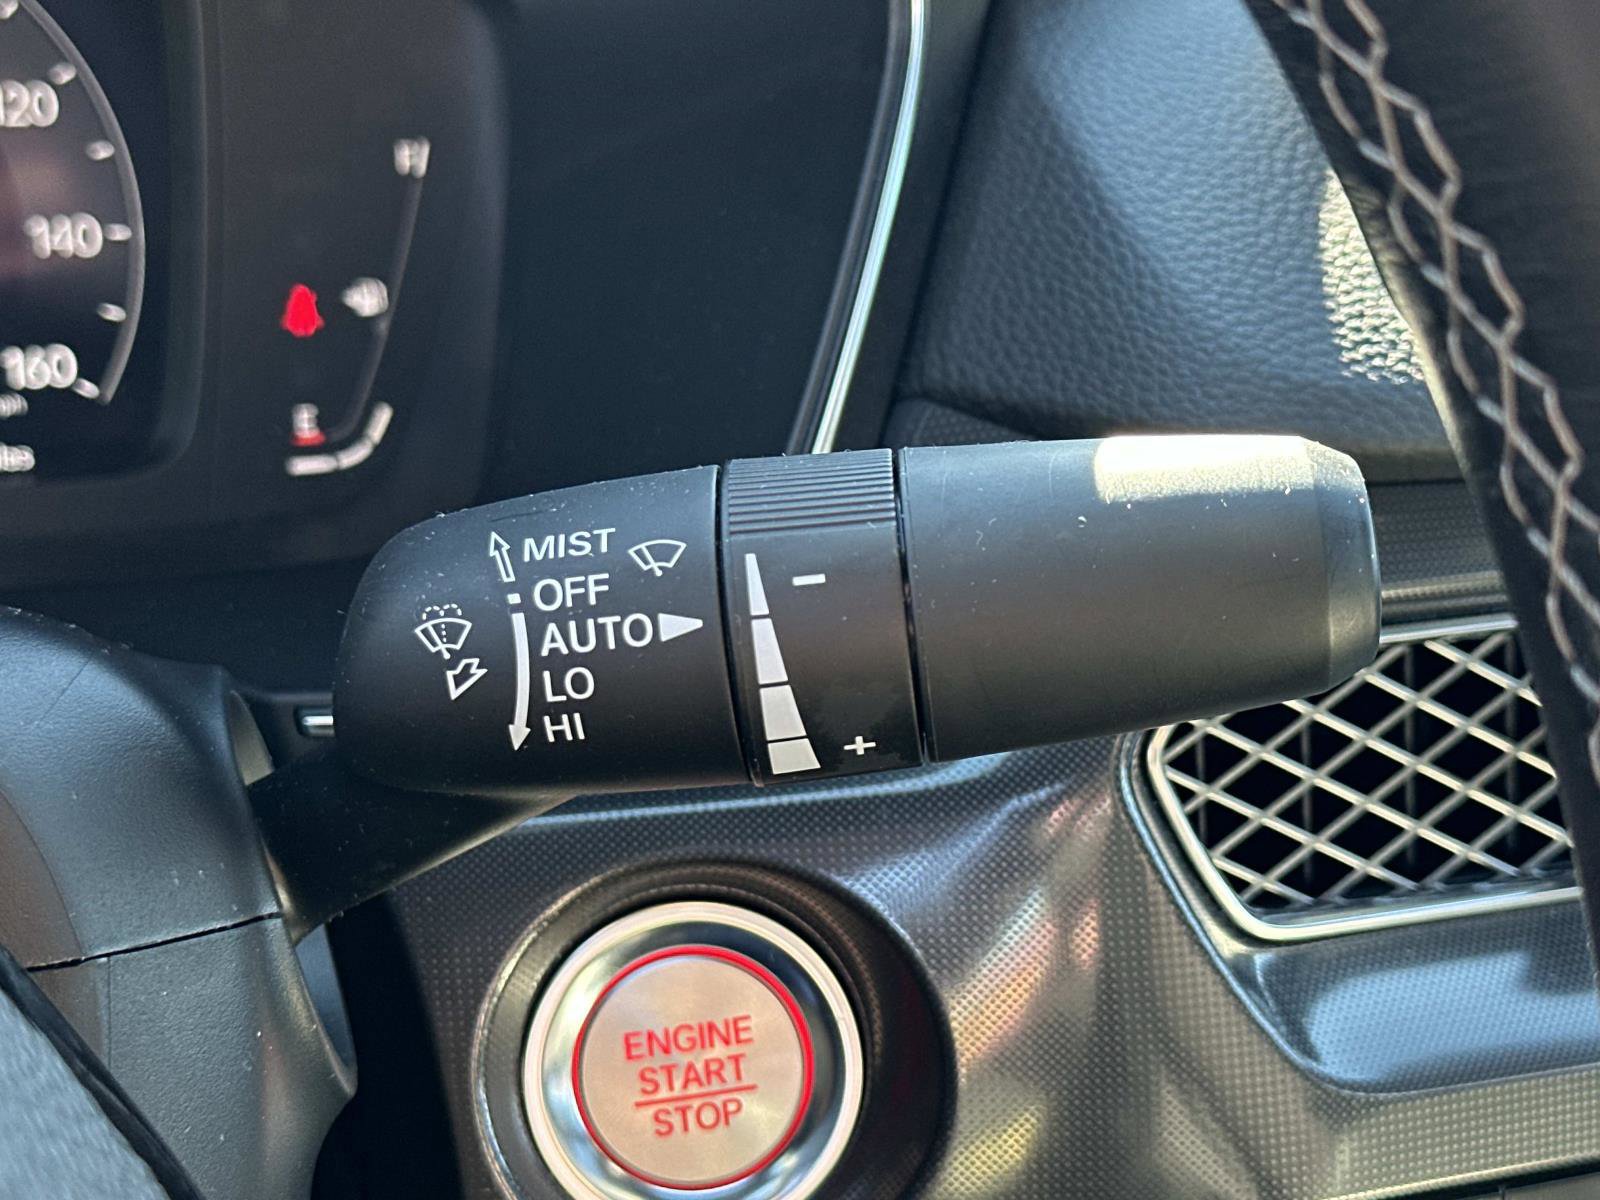 120
140
160
H
E
MIST
OFF
AUTO
LO
HI
−
+
ENGINE
START
STOP